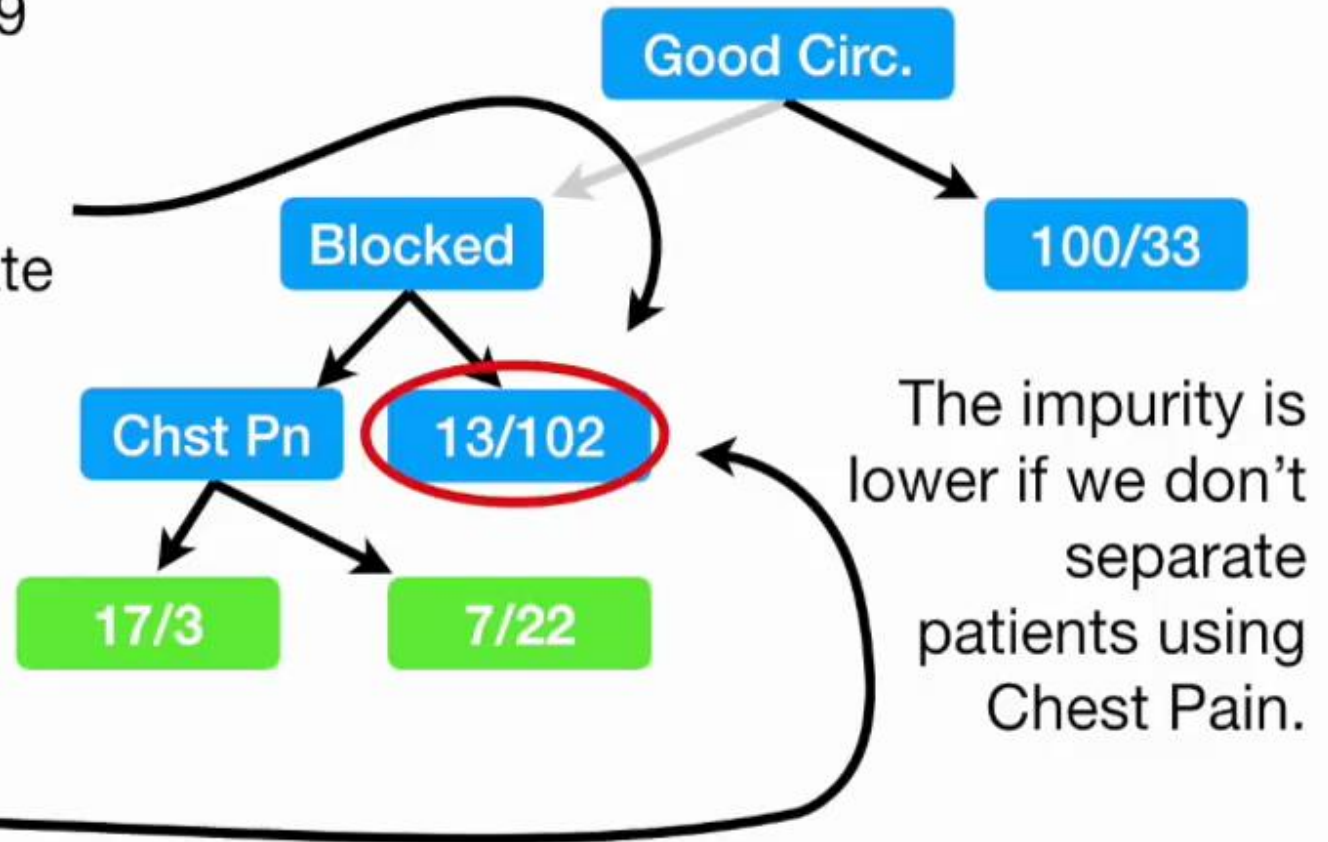 9
Good Circ.
Blocked
100/33
te
Chst Pn
13/102
The impurity is
lower if we don't
separate
patients using
Chest Pain.
17/3
7/22